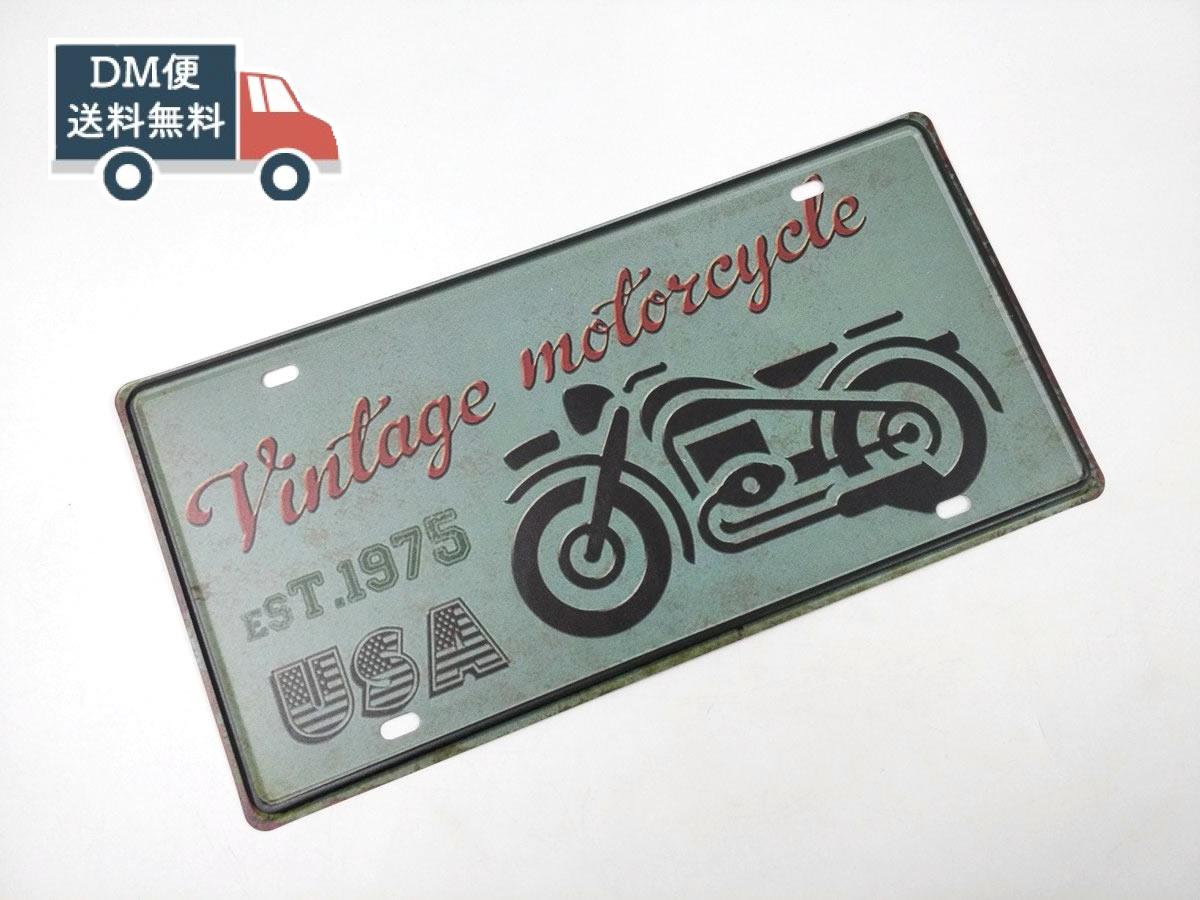 DM便
送料無料
Vintage motorcycle
EST.1975
USA